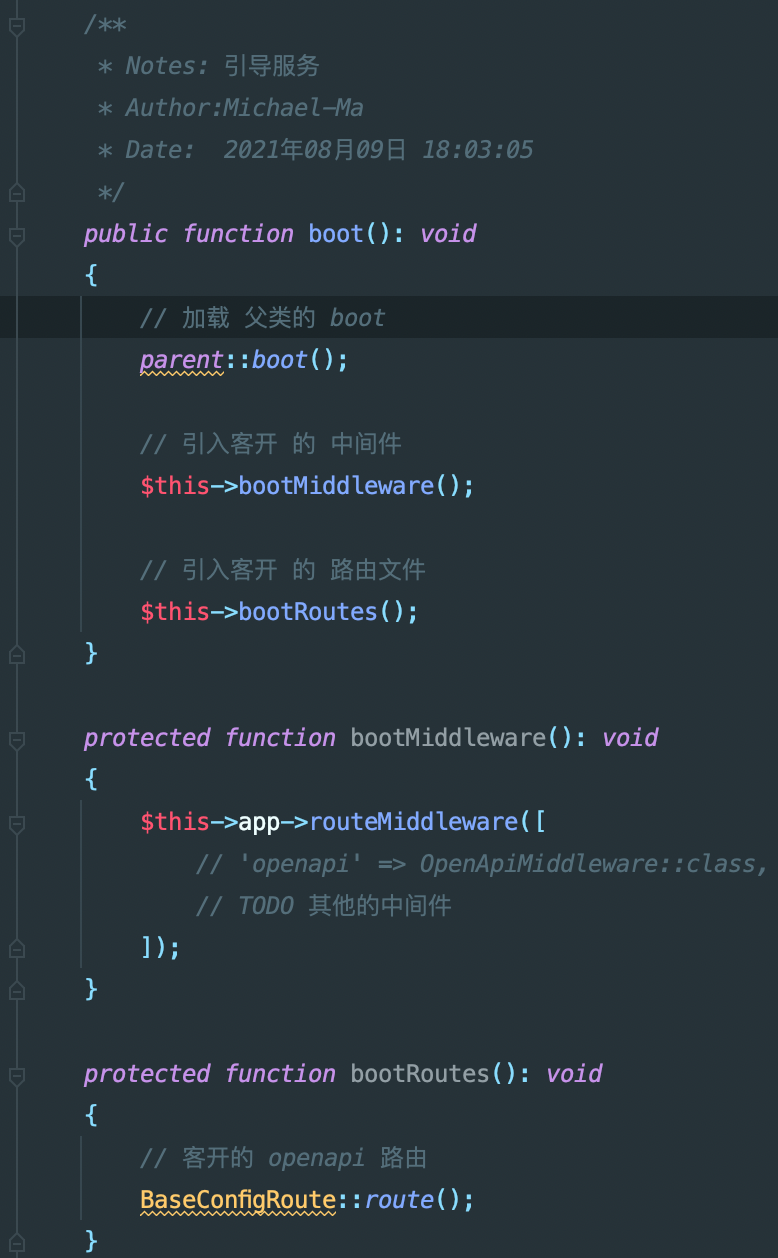 /**
 * Notes: 引导服务
 * Author:Michael-Ma
 * Date:  2021年08月09日 18:03:05
 */
public function boot(): void
{
    // 加载 父类的 boot
    parent::boot();

    // 引入客开 的 中间件
    $this->bootMiddleware();

    // 引入客开 的 路由文件
    $this->bootRoutes();
}

protected function bootMiddleware(): void
{
    $this->app->routeMiddleware([
        // 'openapi' => OpenApiMiddleware::class,
        // TODO 其他的中间件
    ]);
}

protected function bootRoutes(): void
{
    // 客开的 openapi 路由
    BaseConfigRoute::route();
}